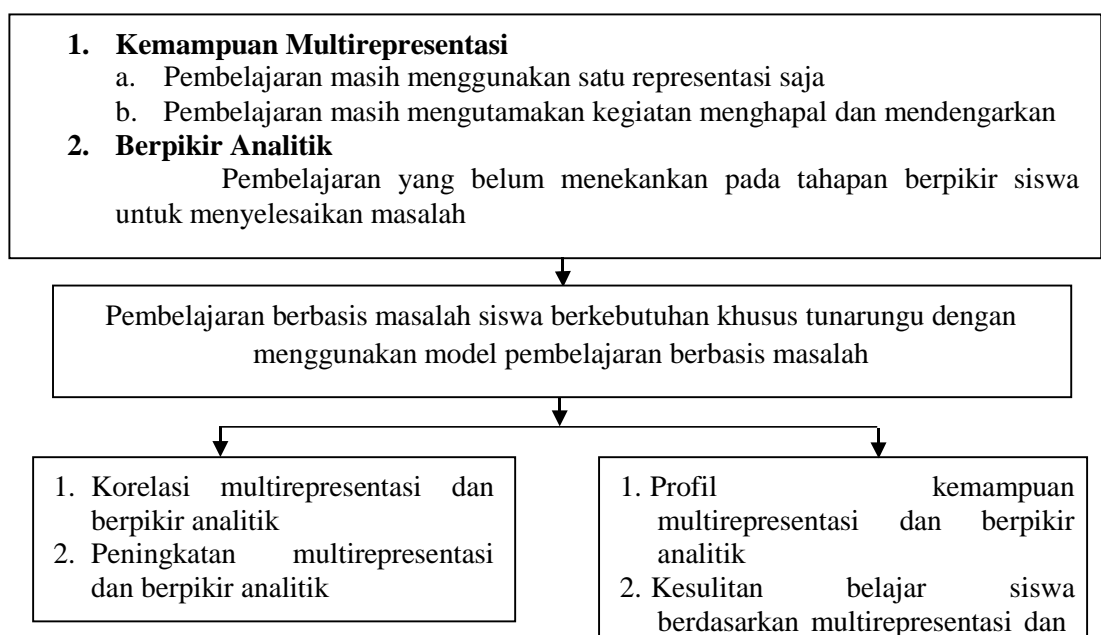 1. Kemampuan Multirepresentasi
a. Pembelajaran masih menggunakan satu representasi saja
b. Pembelajaran masih mengutamakan kegiatan menghapal dan mendengarkan
2. Berpikir Analitik
Pembelajaran yang belum menekankan pada tahapan berpikir siswa
untuk menyelesaikan masalah
Pembelajaran berbasis masalah siswa berkebutuhan khusus tunarungu dengan
menggunakan model pembelajaran berbasis masalah
1. Korelasi multirepresentasi dan
berpikir analitik
2. Peningkatan multirepresentasi
dan berpikir analitik
1. Profil kemampuan
multirepresentasi dan berpikir
analitik
2. Kesulitan belajar siswa
berdasarkan multirepresentasi dan